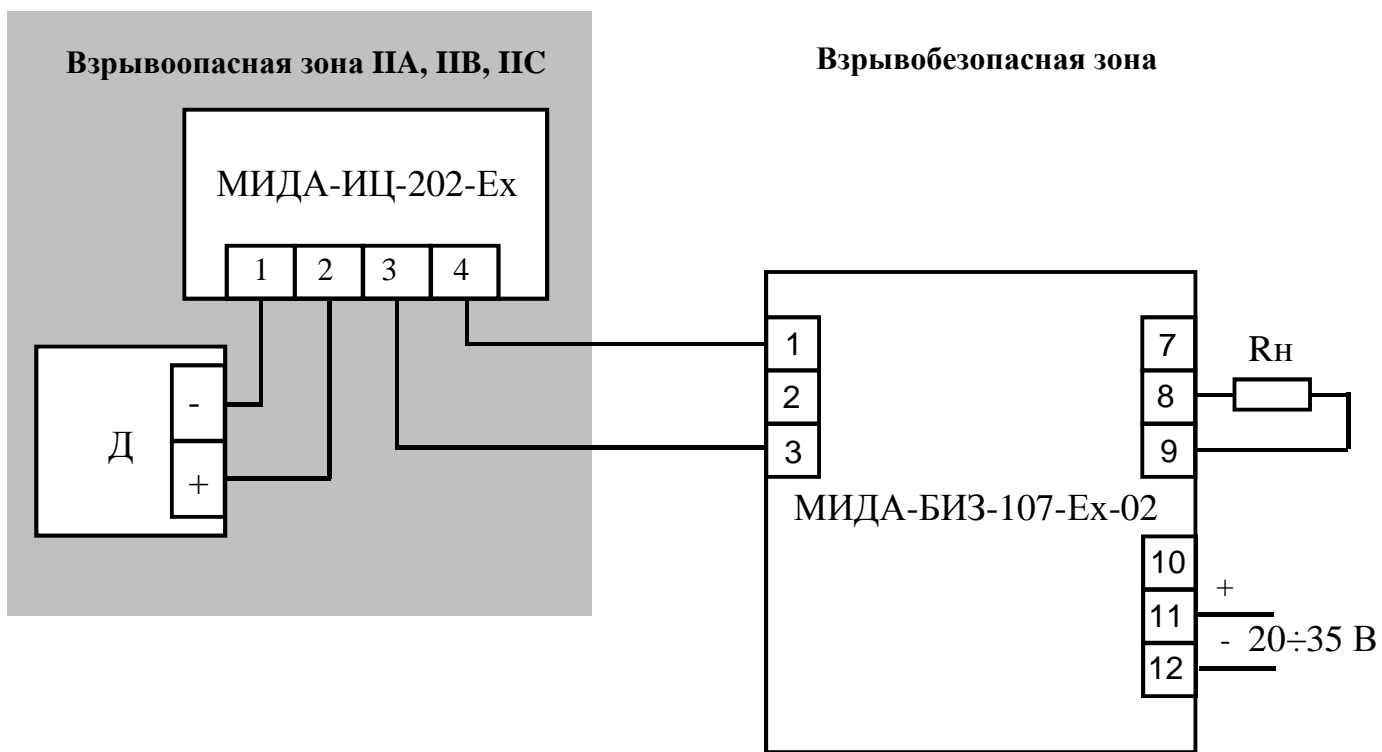 Взрывоопасная зона IIA, IIB, IIC
Взрывобезопасная зона
МИДА-ИЦ-202-Ex
1 2 3 4
Д
-
+
1
2
3
7
8
9
Rн
МИДА-БИЗ-107-Ex-02
10
11
12
+
- 20÷35 В